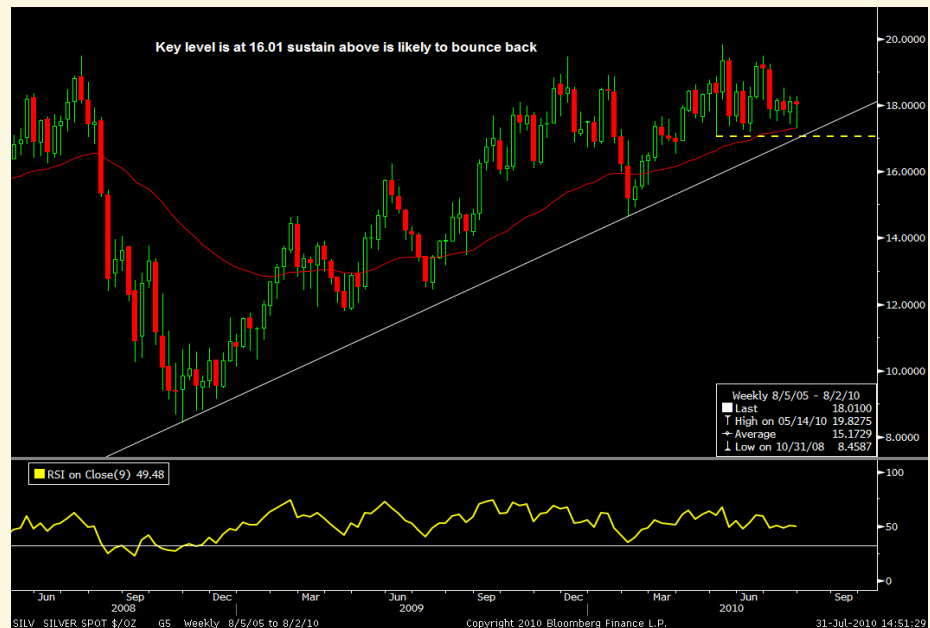 Key level is at 16.01 sustain above is likely to bounce back
20.0000
18.0000
16.0000
14.0000
12.0000
10.0000
8.0000
Weekly 8/5/05 - 8/2/10
Last 18.0100
High on 05/14/10 19.8275
Average 15.1729
Low on 10/31/08 8.4587
RSI on Close(9) 49.48
100
50
0
Jun Sep Dec Mar Jun Sep Dec Mar Jun Sep
2008 2009 2010
SILV SILVER SPOT $/OZ G5 Weekly 8/5/05 to 8/2/10 Copyright 2010 Bloomberg Finance L.P. 31-Jul-2010 14:51:29